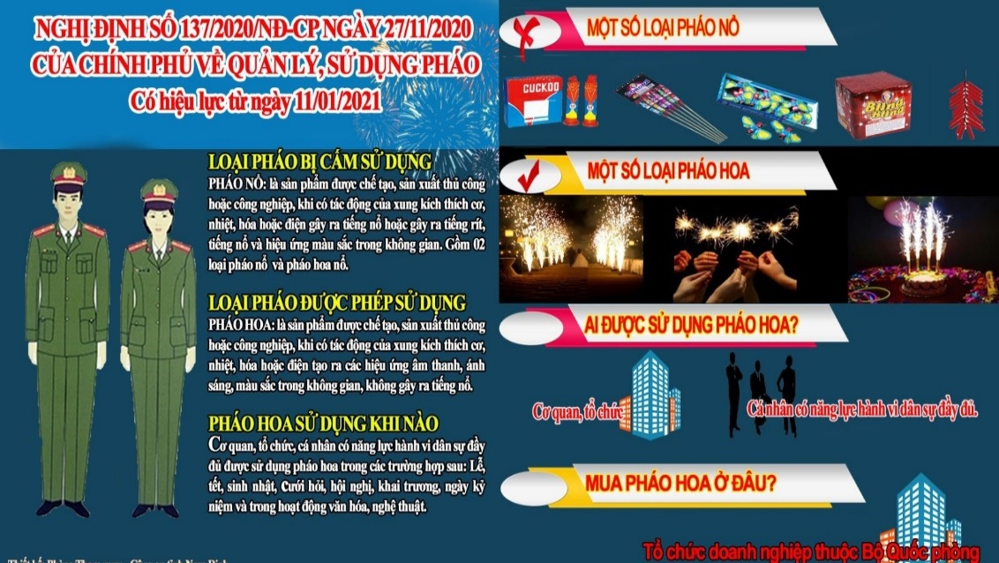 NGHỊ ĐỊNH SỐ 137/2020/NĐ-CP NGÀY 27/11/2020
CỦA CHÍNH PHỦ VỀ QUẢN LÝ, SỬ DỤNG PHÁO
Có hiệu lực từ ngày 11/01/2021
LOẠI PHÁO BỊ CẤM SỬ DỤNG
PHÁO NỔ: là sản phẩm được chế tạo, sản xuất thủ công
hoặc công nghiệp, khi có tác động của xung kích thích cơ,
nhiệt, hóa hoặc điện gây ra tiếng nổ hoặc gây ra tiếng rít,
tiếng nổ và hiệu ứng màu sắc trong không gian. Gồm 02
loại pháo nổ và pháo hoa nổ.
LOẠI PHÁO ĐƯỢC PHÉP SỬ DỤNG
PHÁO HOA: là sản phẩm được chế tạo, sản xuất thủ công
hoặc công nghiệp, khi có tác động của xung kích thích cơ,
nhiệt, hóa hoặc điện tạo ra các hiệu ứng âm thanh, ánh
sáng, màu sắc trong không gian, không gây ra tiếng nổ.
PHÁO HOA SỬ DỤNG KHI NÀO
Cơ quan, tổ chức, cá nhân có năng lực hành vi dân sự đầy
đủ được sử dụng pháo hoa trong các trường hợp sau: Lễ,
tết, sinh nhật, cưới hỏi, hội nghị, khai trương, ngày kỷ
niệm và trong hoạt động văn hóa, nghệ thuật.
MỘT SỐ LOẠI PHÁO NỔ
CUCKOO
Bling
Bling
MỘT SỐ LOẠI PHÁO HOA
AI ĐƯỢC SỬ DỤNG PHÁO HOA?
Cơ quan, tổ chức
Cá nhân có năng lực hành vi dân sự đầy đủ.
MUA PHÁO HOA Ở ĐÂU?
Tổ chức doanh nghiệp thuộc Bộ Quốc phòng